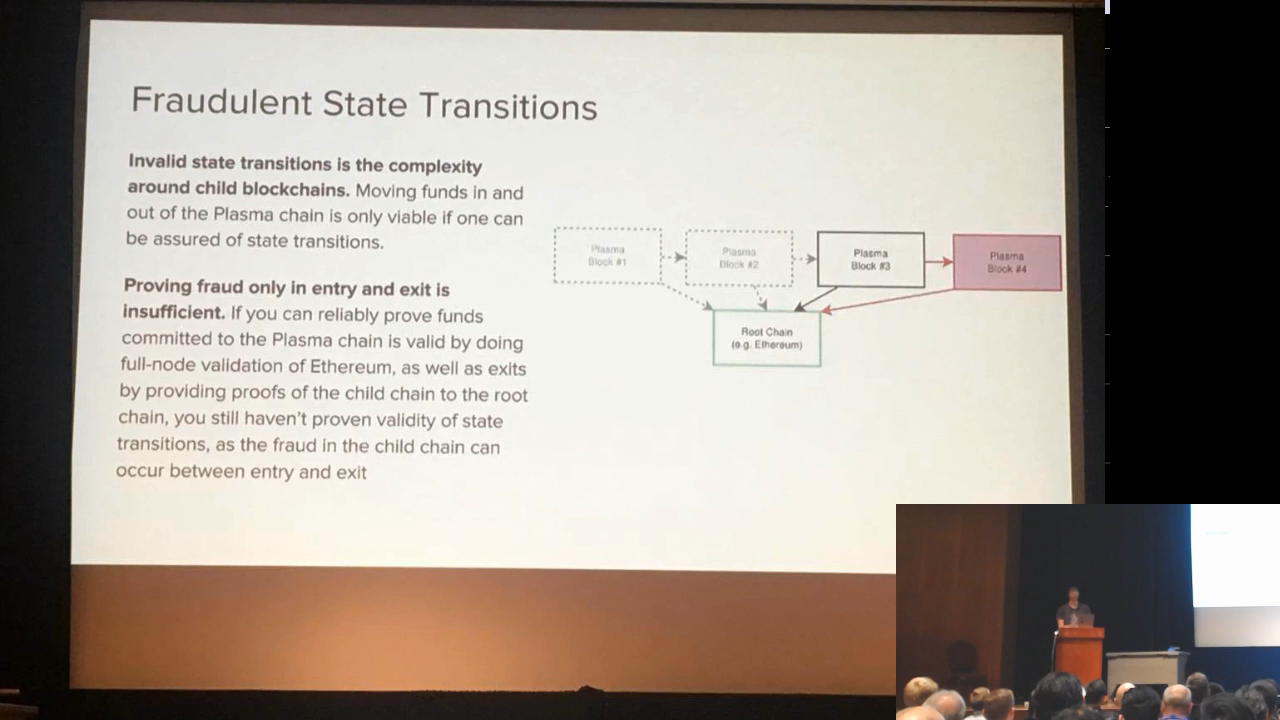 Fraudulent State Transitions
Invalid state transitions is the complexity
around child blockchains. Moving funds in and
out of the Plasma chain is only viable if one can
be assured of state transitions.
Proving fraud only in entry and exit is
insufficient. If you can reliably prove funds
committed to the Plasma chain is valid by doing
full-node validation of Ethereum, as well as exits
by providing proofs of the child chain to the root
chain, you still haven't proven validity of state
transitions, as the fraud in the child chain can
occur between entry and exit
Plasma
Block #1
Plasma
Block #2
Plasma
Block #3
Plasma
Block #4
Root Chain
(e.g. Ethereum)